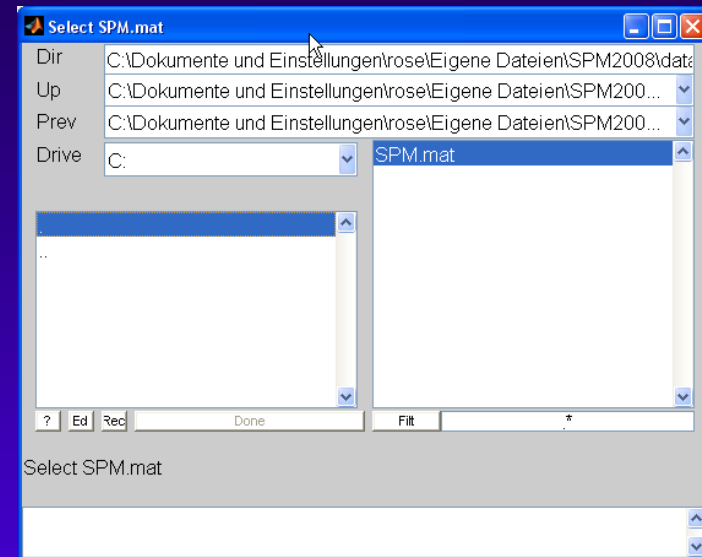 Select SPM.mat
Dir C:\Dokumente und Einstellungen\rose\Eigene Dateien\SPM2008\data
Up C:\Dokumente und Einstellungen\rose\Eigene Dateien\SPM200...
Prev C:\Dokumente und Einstellungen\rose\Eigene Dateien\SPM200...
Drive C:
SPM.mat
.
..
? Ed Rec Done Filt .*
Select SPM.mat